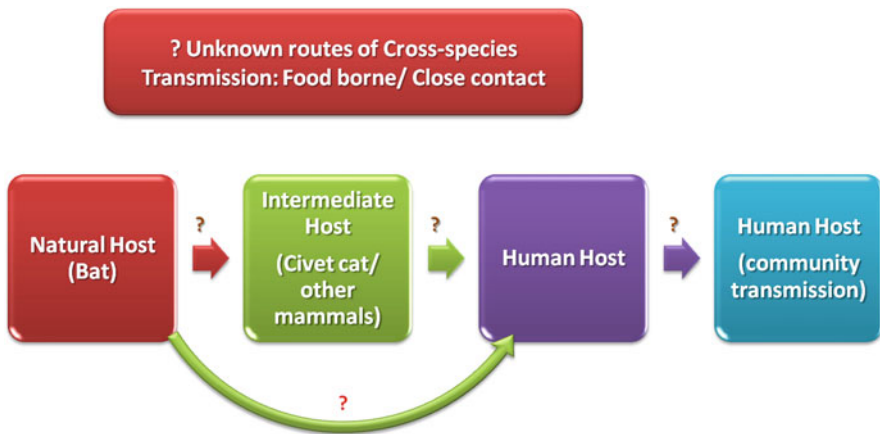 ? Unknown routes of Cross-species
Transmission: Food borne/ Close contact
Natural Host
(Bat)
?
Intermediate
Host
(Civet cat/
other
mammals)
?
Human Host
?
Human Host
(community
transmission)
?